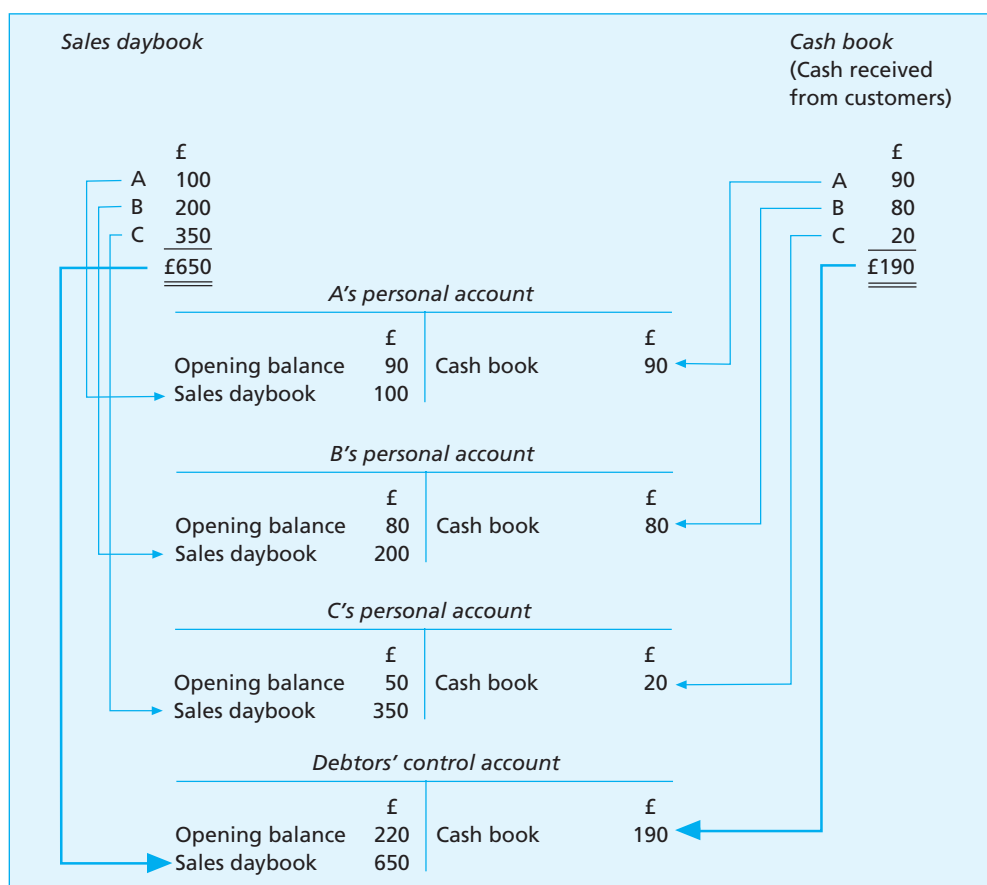 Sales daybook
£
A 100
B 200
C 350
£650
Cash book
(Cash received
from customers)
£
A 90
B 80
C 20
£190
A's personal account
£ £
Opening balance 90 Cash book 90
Sales daybook 100
B's personal account
£ £
Opening balance 80 Cash book 80
Sales daybook 200
C's personal account
£ £
Opening balance 50 Cash book 20
Sales daybook 350
Debtors' control account
£ £
Opening balance 220 Cash book 190
Sales daybook 650